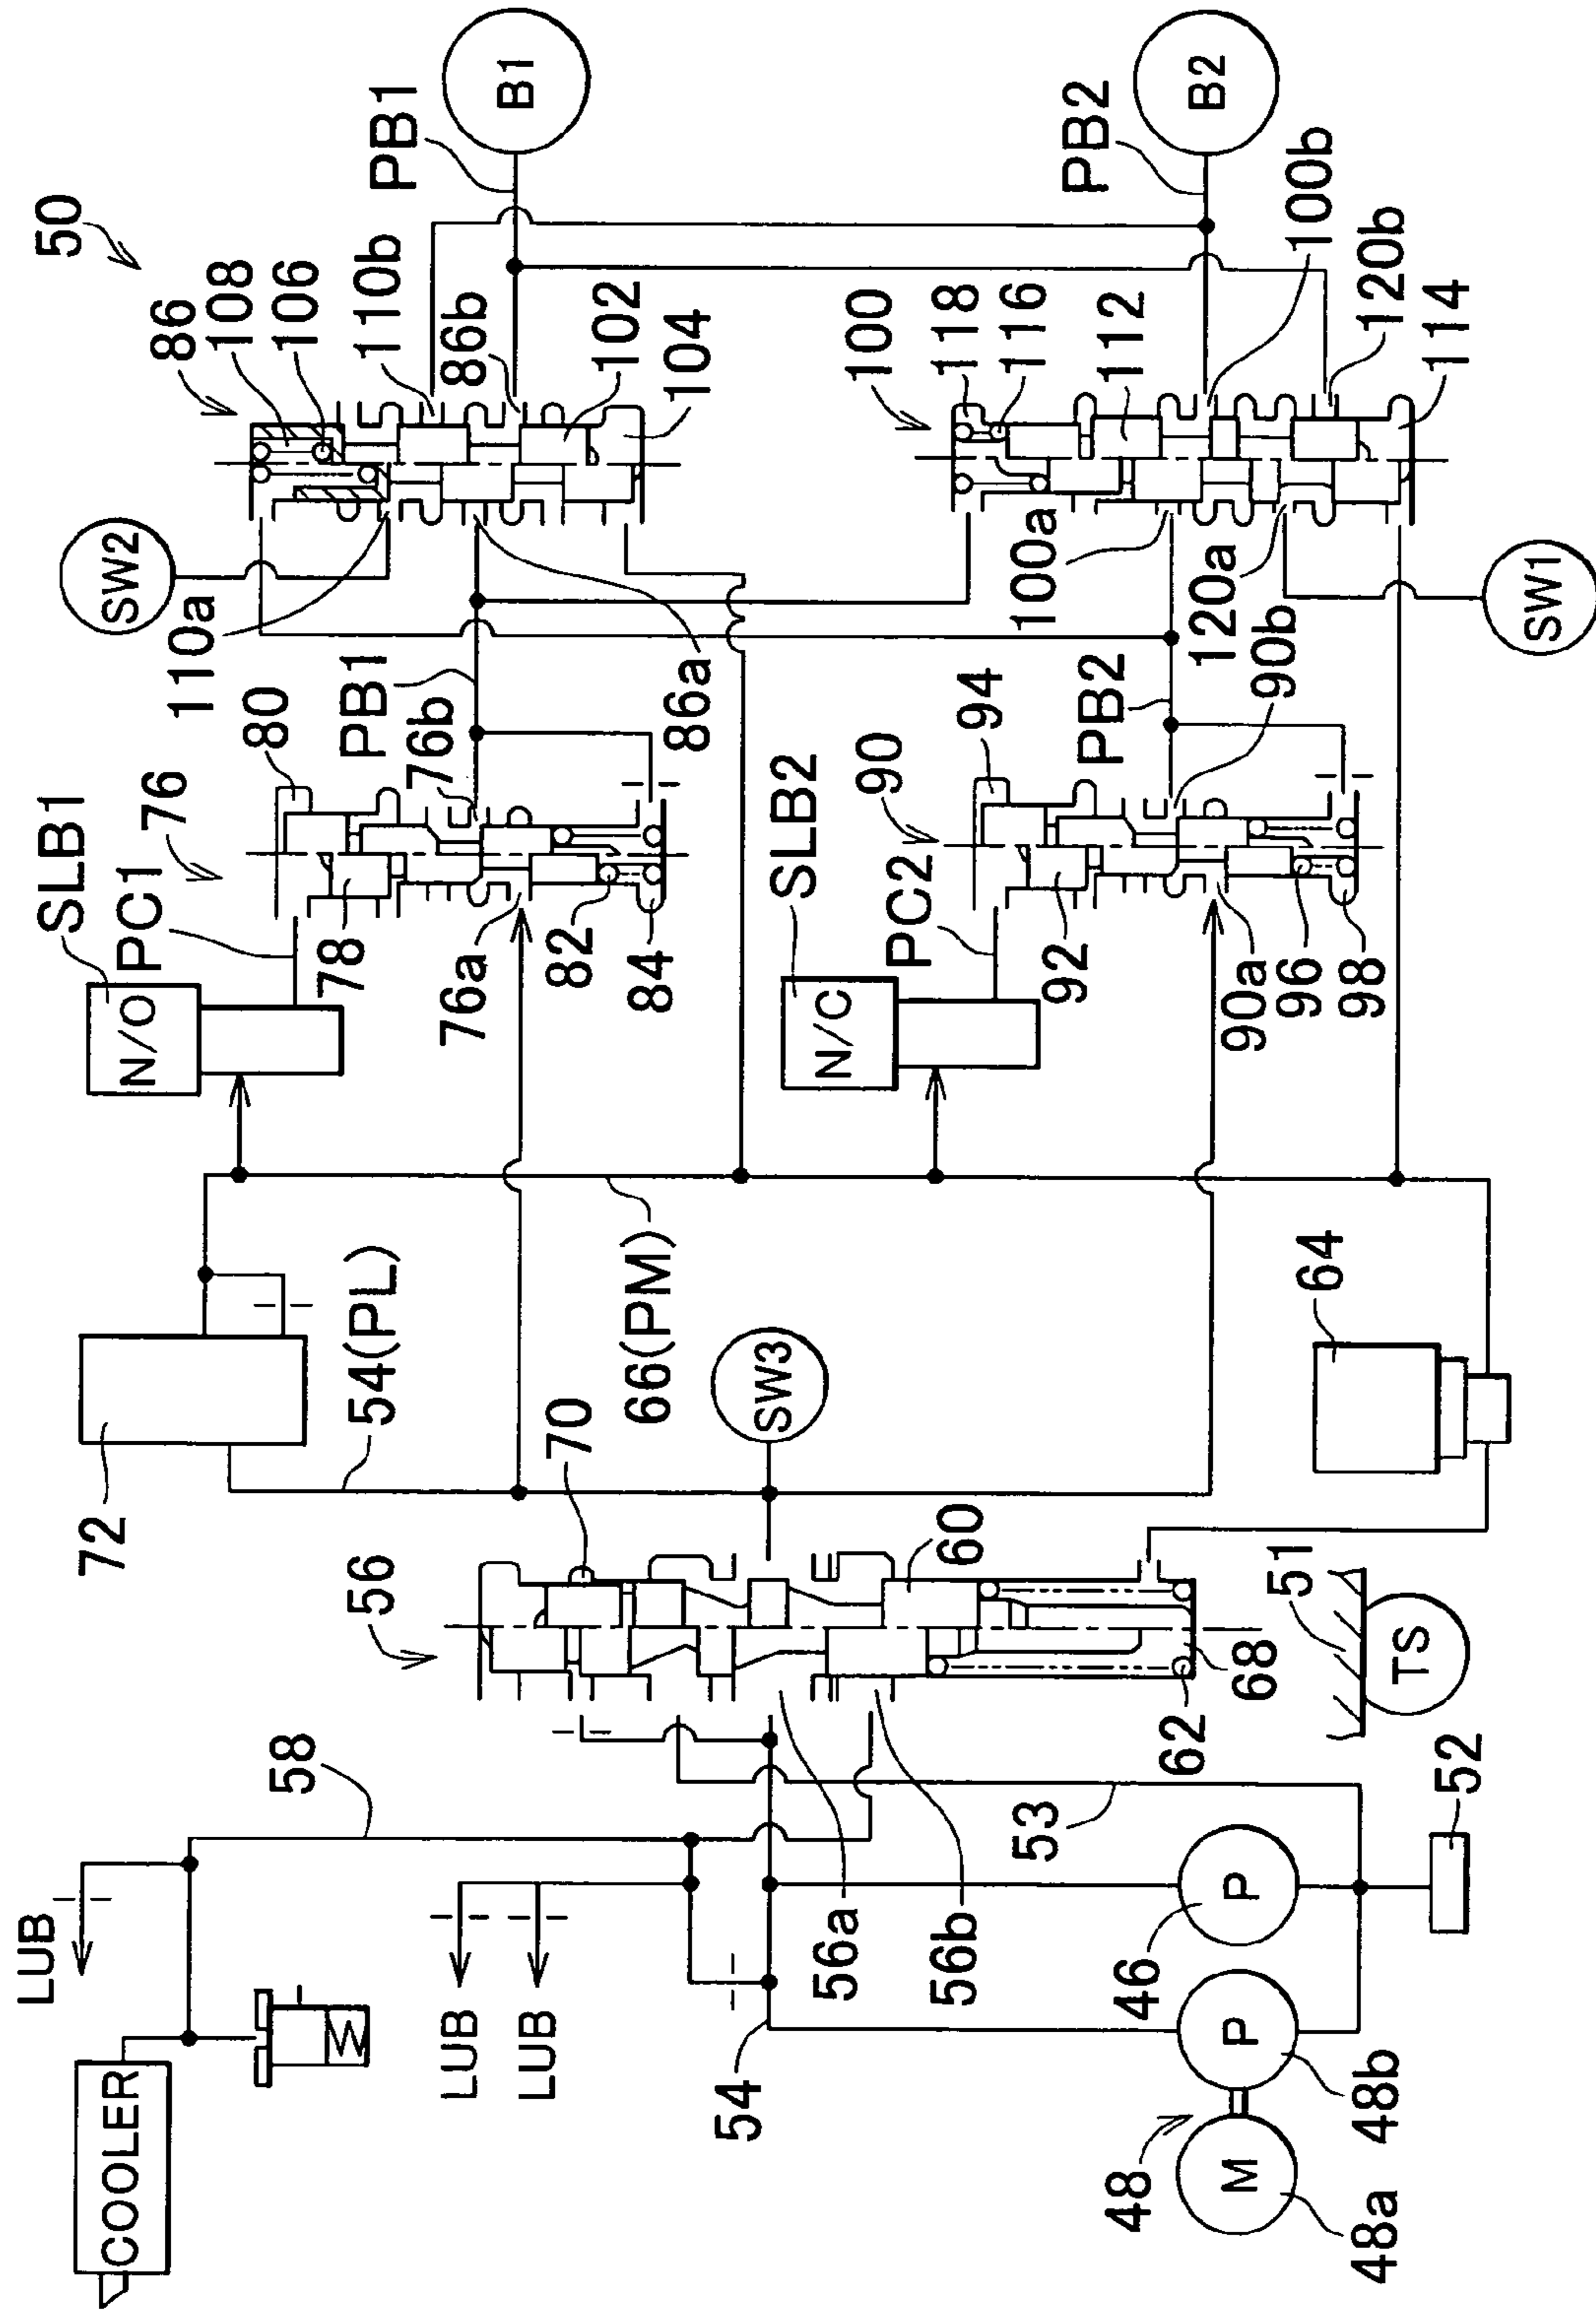 50
86
108
106
110b
86b
102
104
PB1
B1
SW2
110a
86a
100
118
116
112
PB2
B2
100b
120b
114
100a
120a
90b
SW1
SLB1
76
80
PC1
78
PB1
76b
76a
82
84
SLB2
90
94
PC2
92
PB2
90a
96
98
N/O
N/C
72
54(PL)
66(PM)
SW3
64
56
70
60
68
62
51
TS
58
53
52
56a
56b
LUB
LUB
LUB
COOLER
54
46
P
P
M
48
48b
48a